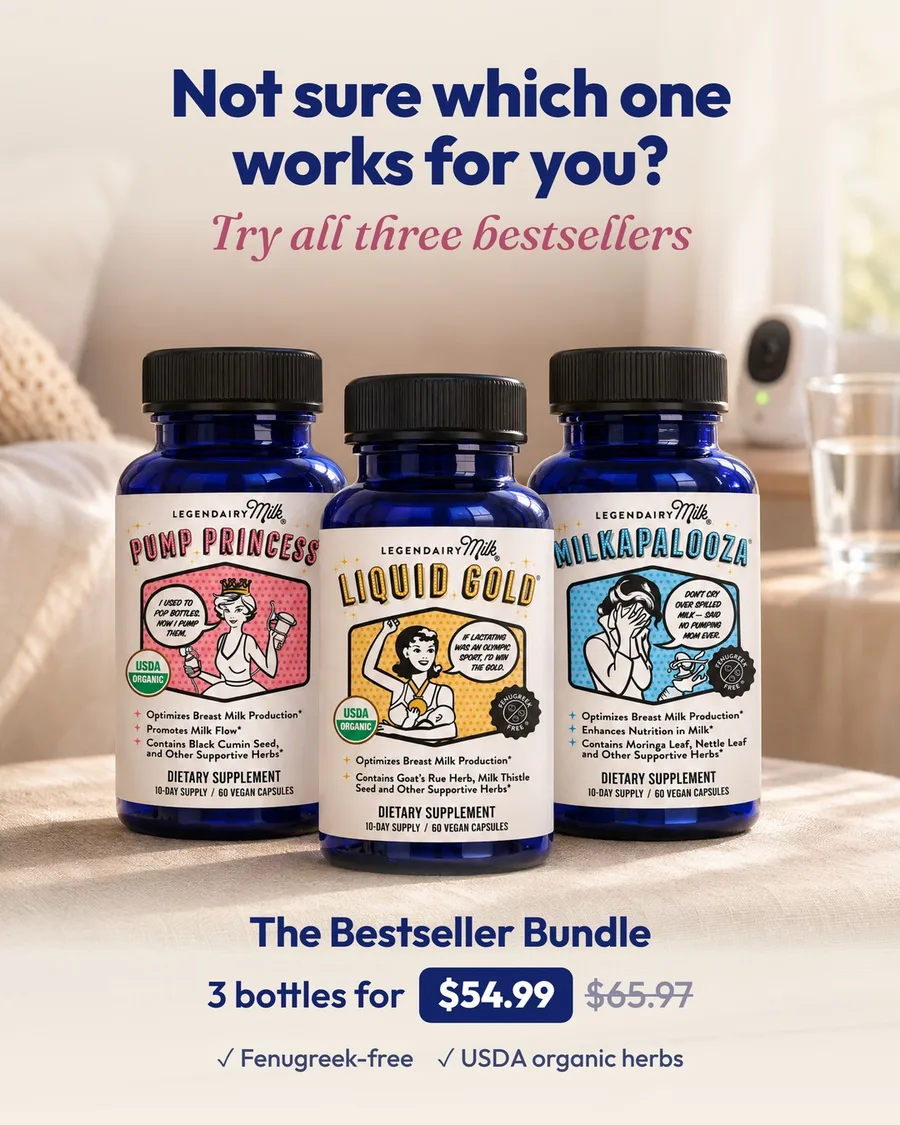 Not sure which one
works for you?
Try all three bestsellers
LEGENDAIRY Milk®
PUMP PRINCESS
I USED TO
POP BOTTLES.
NOW I PUMP
THEM.
USDA
ORGANIC
Optimizes Breast Milk Production*
Promotes Milk Flow*
Contains Black Cumin Seed,
and Other Supportive Herbs*
DIETARY SUPPLEMENT
10-DAY SUPPLY / 60 VEGAN CAPSULES
LEGENDAIRY Milk®
LIQUID GOLD®
IF LACTATING
WAS AN OLYMPIC
SPORT, I'D WIN
THE GOLD.
USDA
ORGANIC
FENUGREEK
FREE
Optimizes Breast Milk Production*
Contains Goat's Rue Herb, Milk Thistle
Seed and Other Supportive Herbs*
DIETARY SUPPLEMENT
10-DAY SUPPLY / 60 VEGAN CAPSULES
LEGENDAIRY Milk®
MILKAPALOOZA®
DON'T CRY
OVER SPILLED
MILK — SAID
NO PUMPING
MOM EVER.
FENUGREEK
FREE
Optimizes Breast Milk Production*
Enhances Nutrition in Milk*
Contains Moringa Leaf, Nettle Leaf
and Other Supportive Herbs*
DIETARY SUPPLEMENT
10-DAY SUPPLY / 60 VEGAN CAPSULES
The Bestseller Bundle
3 bottles for $54.99 $65.97
✓ Fenugreek-free ✓ USDA organic herbs